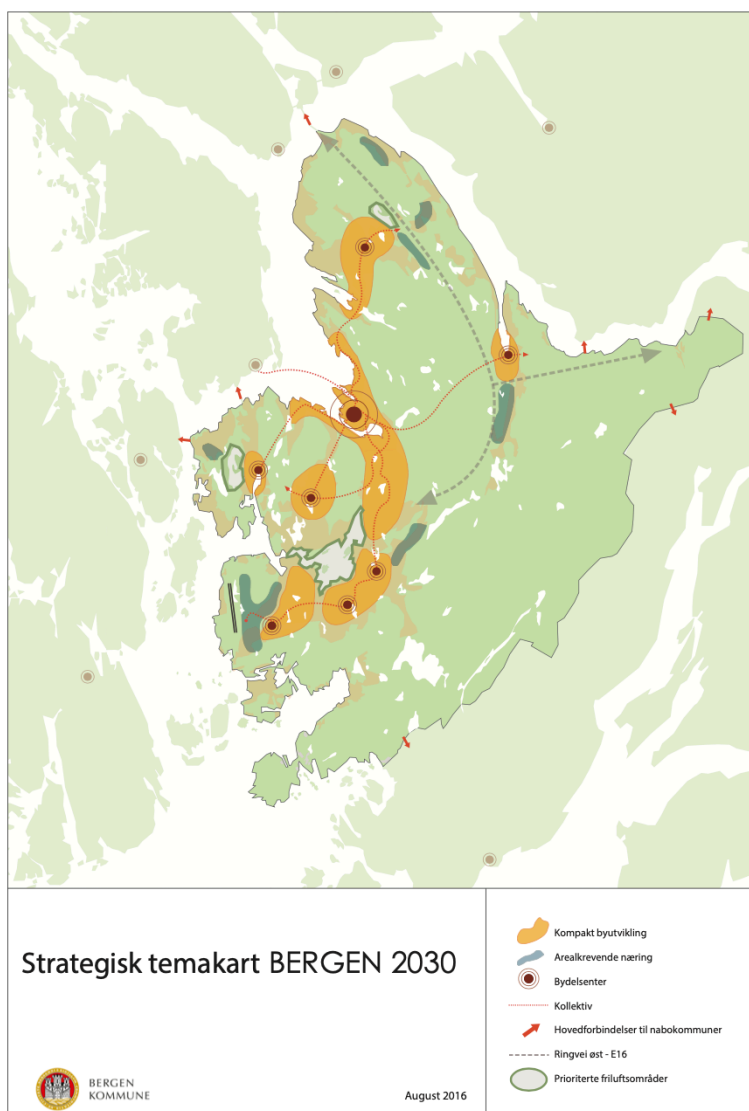 Strategisk temakart BERGEN 2030
BERGEN
KOMMUNE
August 2016
Kompakt byutvikling
Arealkrevende næring
Bydelsenter
Kollektiv
Hovedforbindelser til nabokommuner
Ringvei øst - E16
Prioriterte friluftsområder